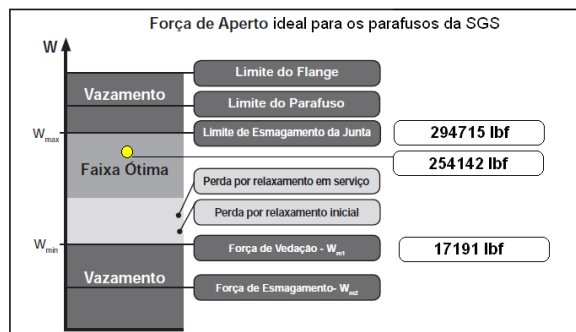 Força de Aperto ideal para os parafusos da SGS
W
Limite do Flange
Vazamento
Limite do Parafuso
Wmax
Limite de Esmagamento da Junta
294715 lbf
254142 lbf
Faixa Ótima
Perda por relaxamento em serviço
Perda por relaxamento inicial
Wmin
Força de Vedação - Wm1
17191 lbf
Vazamento
Força de Esmagamento- Wm2